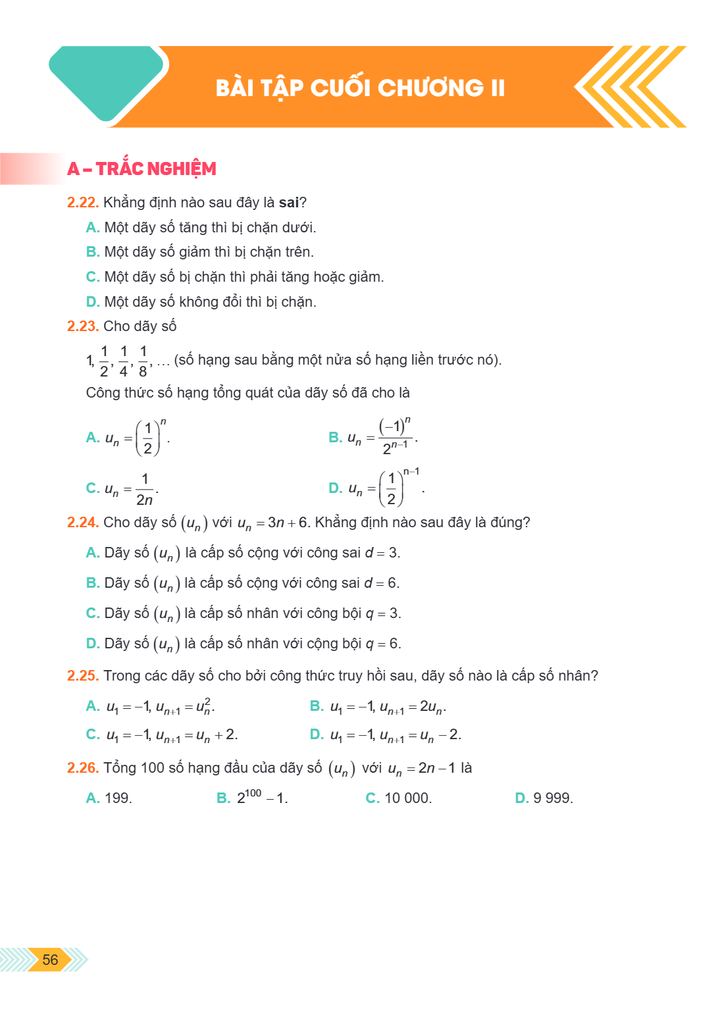 BÀI TẬP CUỐI CHƯƠNG II
A – TRẮC NGHIỆM
2.22. Khẳng định nào sau đây là sai?
A. Một dãy số tăng thì bị chặn dưới.
B. Một dãy số giảm thì bị chặn trên.
C. Một dãy số bị chặn thì phải tăng hoặc giảm.
D. Một dãy số không đổi thì bị chặn.
2.23. Cho dãy số
1, 1/2, 1/4, 1/8, … (số hạng sau bằng một nửa số hạng liền trước nó).
Công thức số hạng tổng quát của dãy số đã cho là
A. uₙ = (1/2)ⁿ. B. uₙ = (−1)ⁿ/2ⁿ⁻¹.
C. uₙ = 1/2n. D. uₙ = (1/2)ⁿ⁻¹.
2.24. Cho dãy số (uₙ) với uₙ = 3n + 6. Khẳng định nào sau đây là đúng?
A. Dãy số (uₙ) là cấp số cộng với công sai d = 3.
B. Dãy số (uₙ) là cấp số cộng với công sai d = 6.
C. Dãy số (uₙ) là cấp số nhân với công bội q = 3.
D. Dãy số (uₙ) là cấp số nhân với cộng bội q = 6.
2.25. Trong các dãy số cho bởi công thức truy hồi sau, dãy số nào là cấp số nhân?
A. u₁ = −1, uₙ₊₁ = uₙ². B. u₁ = −1, uₙ₊₁ = 2uₙ.
C. u₁ = −1, uₙ₊₁ = uₙ + 2. D. u₁ = −1, uₙ₊₁ = uₙ − 2.
2.26. Tổng 100 số hạng đầu của dãy số (uₙ) với uₙ = 2n − 1 là
A. 199. B. 2¹⁰⁰ − 1. C. 10 000. D. 9 999.
56